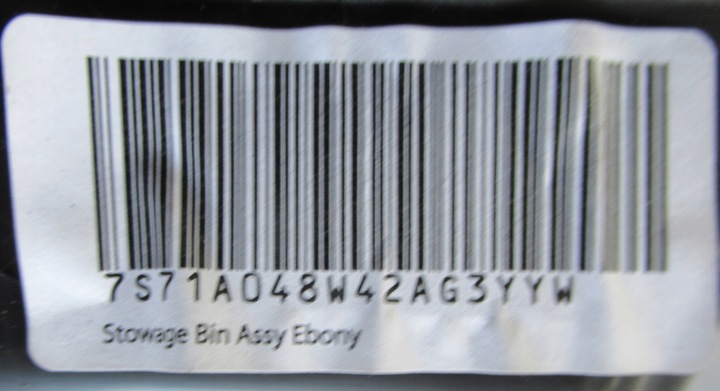 7S71A048W42AG3YYW
Stowage Bin Assy Ebony